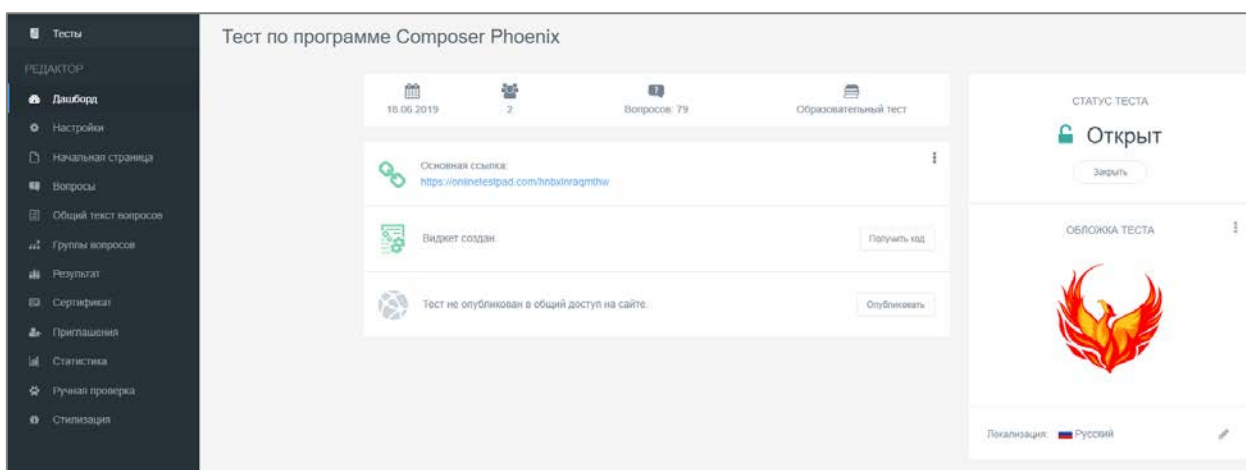 Тесты
Тест по программе Composer Phoenix
РЕДАКТОР
Дашборд
Настройки
Начальная страница
Вопросы
Общий текст вопросов
Группы вопросов
Результат
Сертификат
Приглашения
Статистика
Ручная проверка
Стилизация
18.06.2019
2
Вопросов: 79
Образовательный тест
Основная ссылка:
https://onlinetestpad.com/hnbxinraqmthw
Виджет создан.
Получить код
Тест не опубликован в общий доступ на сайте.
Опубликовать
СТАТУС ТЕСТА
Открыт
Закрыть
ОБЛОЖКА ТЕСТА
Локализация: Русский